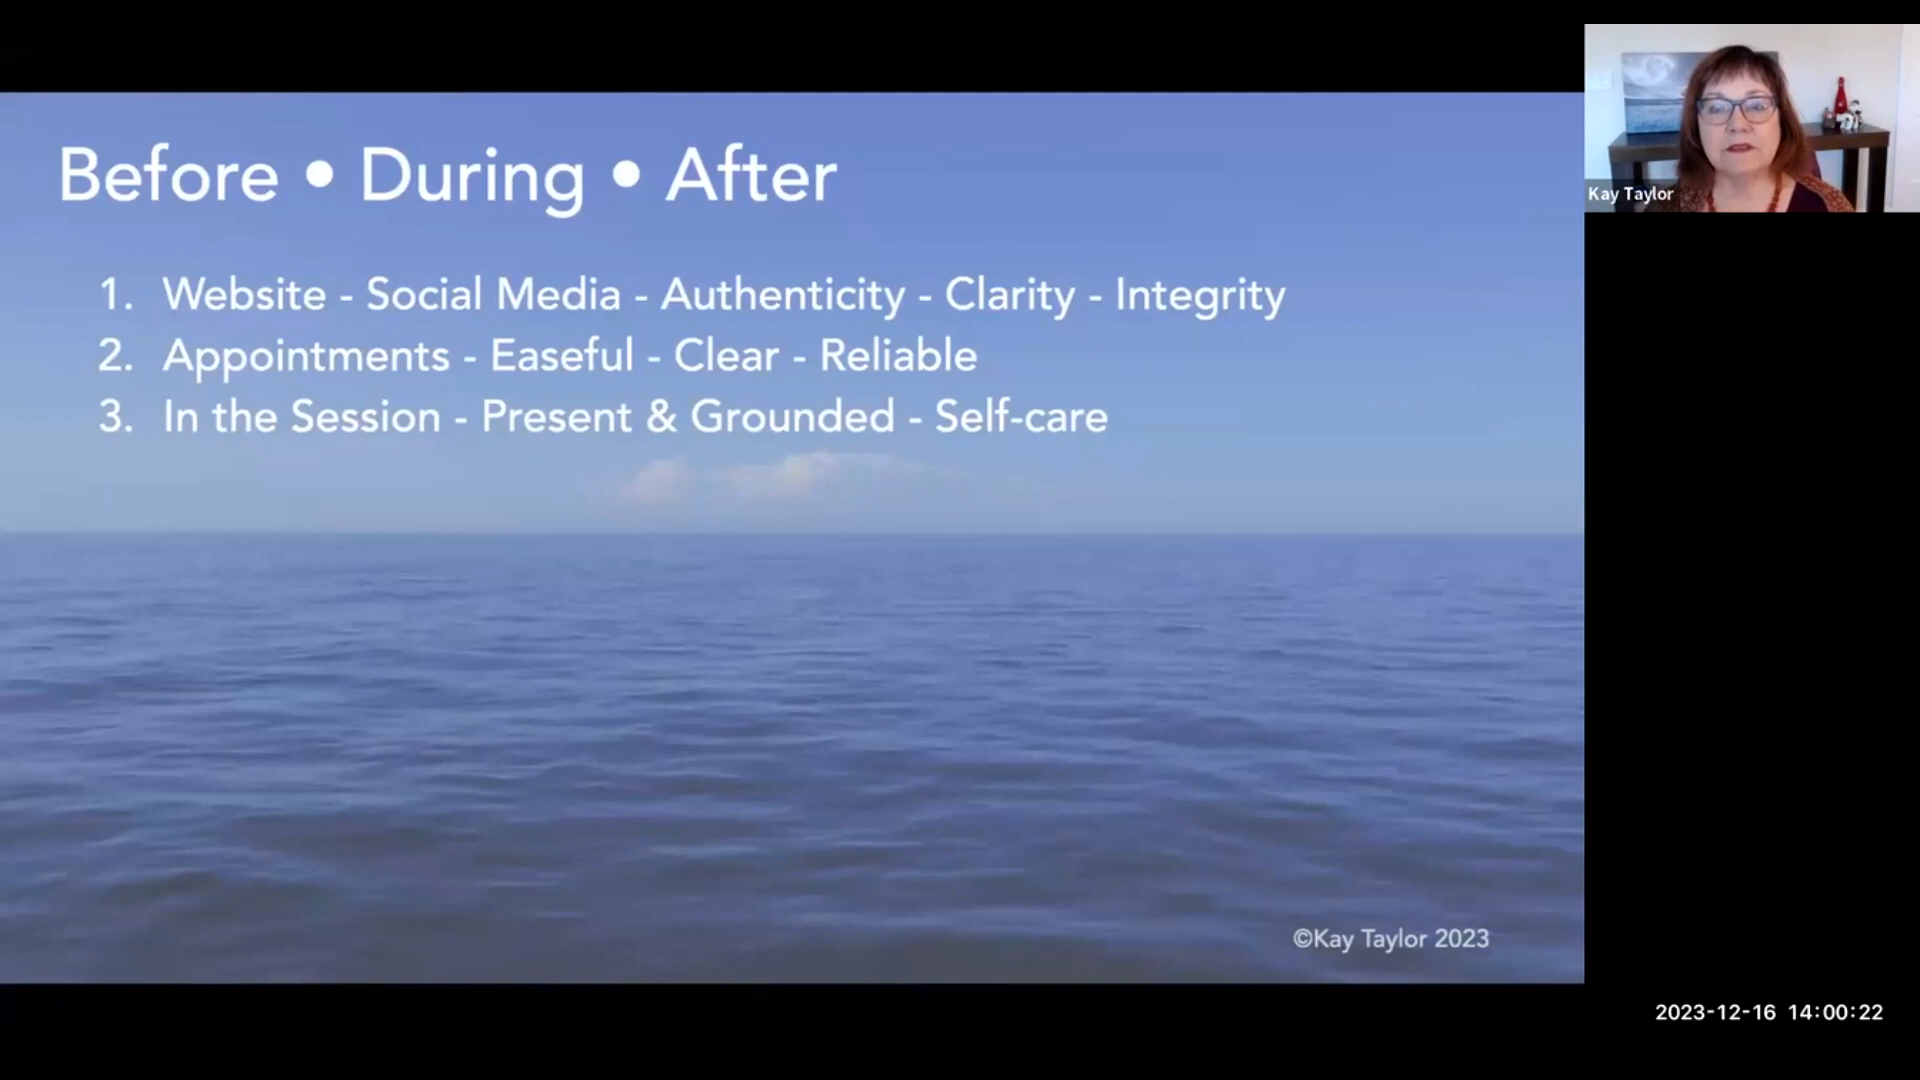 Before • During • After
1. Website - Social Media - Authenticity - Clarity - Integrity
2. Appointments - Easeful - Clear - Reliable
3. In the Session - Present & Grounded - Self-care
©Kay Taylor 2023
Kay Taylor
2023-12-16 14:00:22